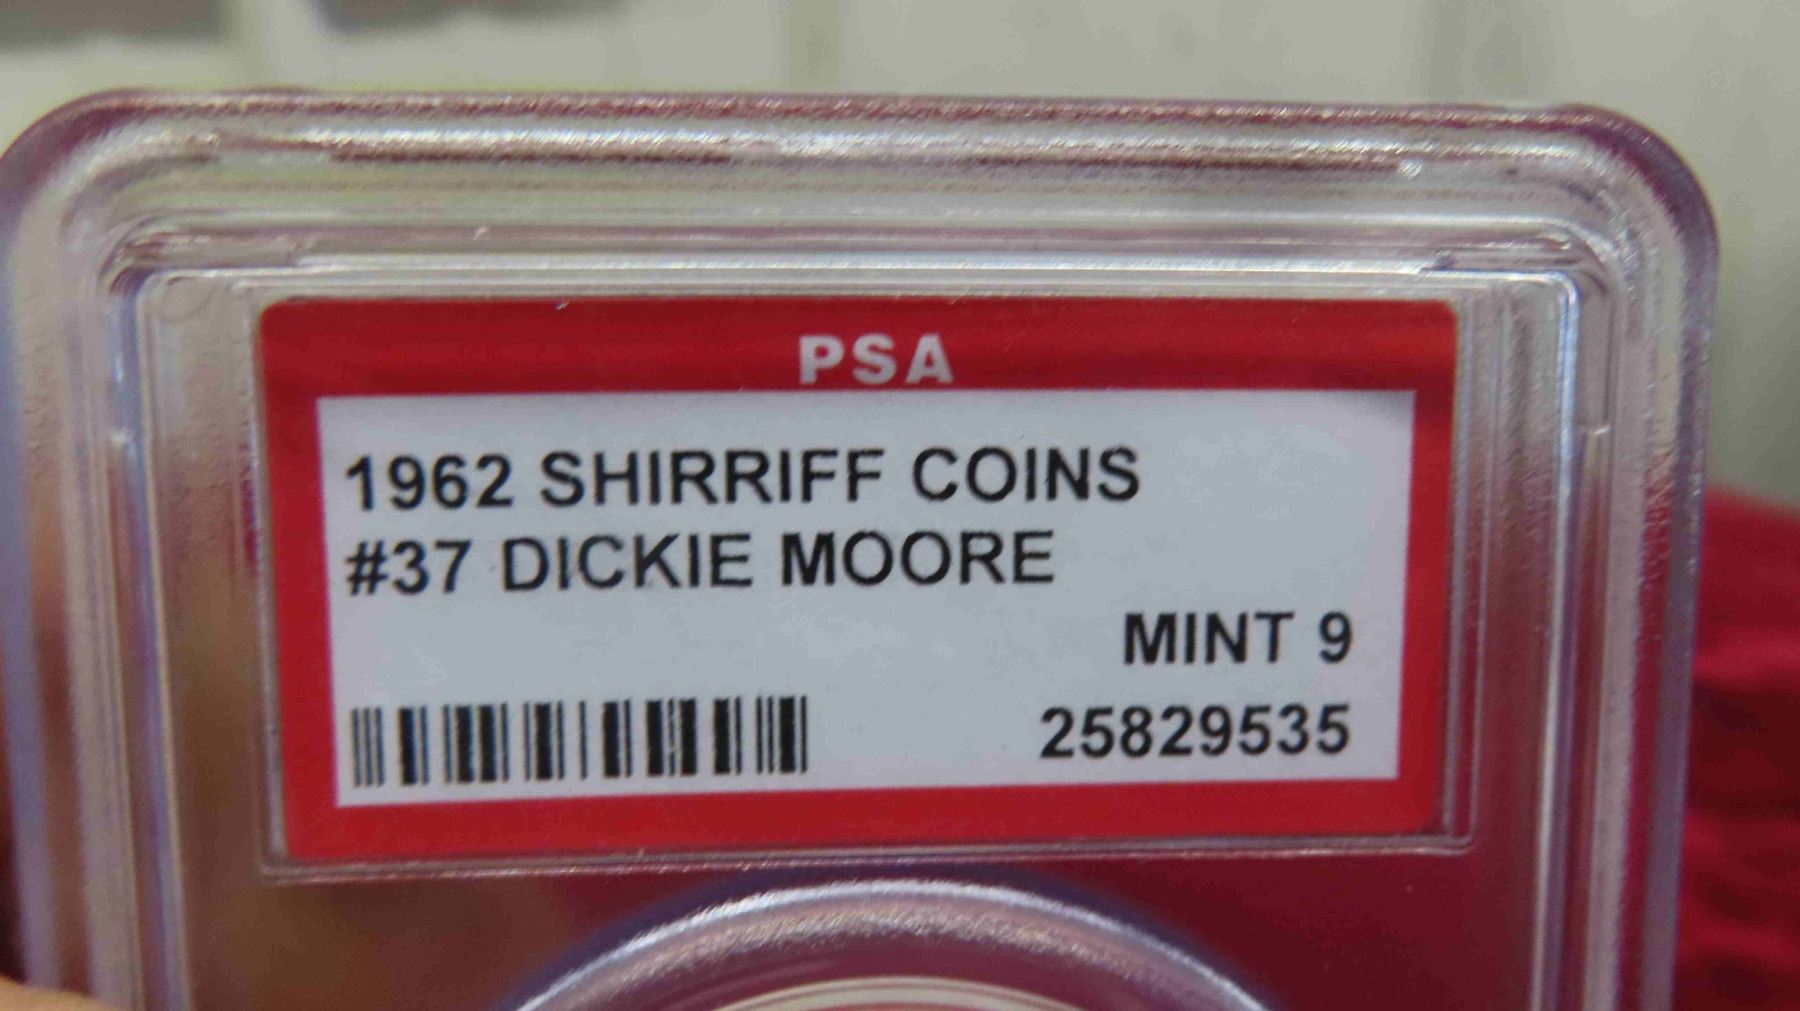 PSA
1962 SHIRRIFF COINS
#37 DICKIE MOORE
MINT 9
25829535